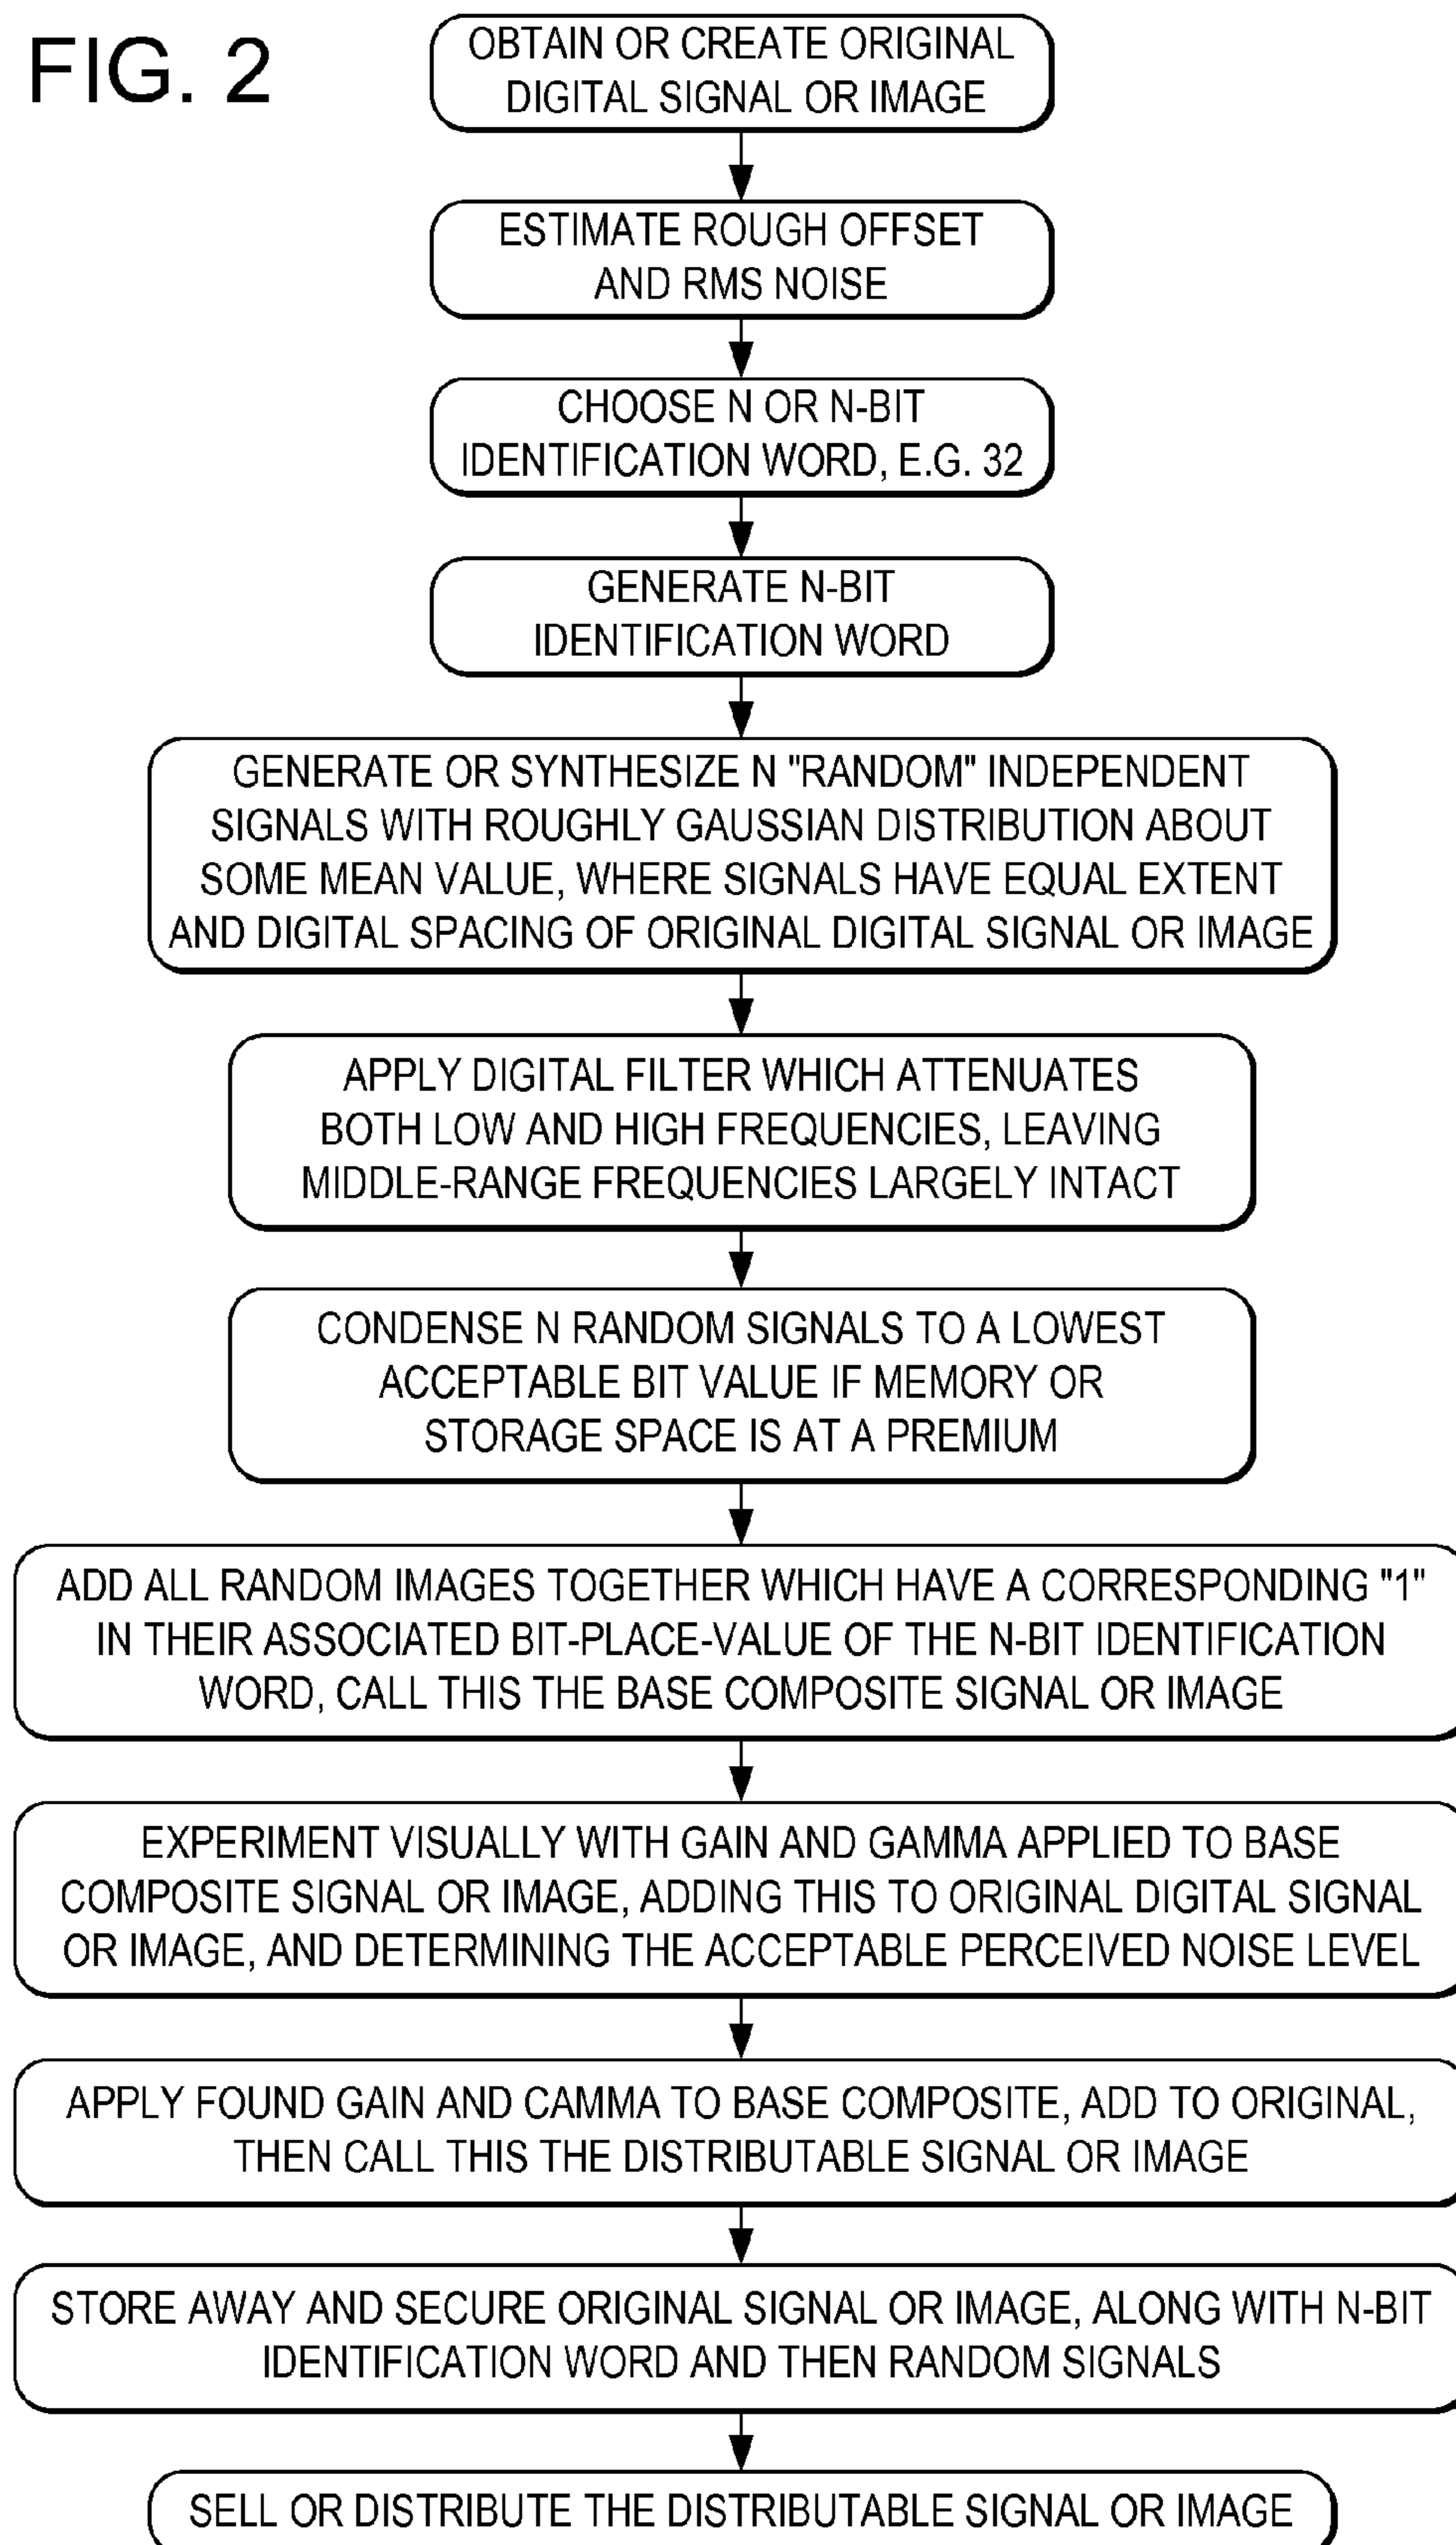 FIG. 2
OBTAIN OR CREATE ORIGINAL
DIGITAL SIGNAL OR IMAGE
ESTIMATE ROUGH OFFSET
AND RMS NOISE
CHOOSE N OR N-BIT
IDENTIFICATION WORD, E.G. 32
GENERATE N-BIT
IDENTIFICATION WORD
GENERATE OR SYNTHESIZE N "RANDOM" INDEPENDENT
SIGNALS WITH ROUGHLY GAUSSIAN DISTRIBUTION ABOUT
SOME MEAN VALUE, WHERE SIGNALS HAVE EQUAL EXTENT
AND DIGITAL SPACING OF ORIGINAL DIGITAL SIGNAL OR IMAGE
APPLY DIGITAL FILTER WHICH ATTENUATES
BOTH LOW AND HIGH FREQUENCIES, LEAVING
MIDDLE-RANGE FREQUENCIES LARGELY INTACT
CONDENSE N RANDOM SIGNALS TO A LOWEST
ACCEPTABLE BIT VALUE IF MEMORY OR
STORAGE SPACE IS AT A PREMIUM
ADD ALL RANDOM IMAGES TOGETHER WHICH HAVE A CORRESPONDING "1"
IN THEIR ASSOCIATED BIT-PLACE-VALUE OF THE N-BIT IDENTIFICATION
WORD, CALL THIS THE BASE COMPOSITE SIGNAL OR IMAGE
EXPERIMENT VISUALLY WITH GAIN AND GAMMA APPLIED TO BASE
COMPOSITE SIGNAL OR IMAGE, ADDING THIS TO ORIGINAL DIGITAL SIGNAL
OR IMAGE, AND DETERMINING THE ACCEPTABLE PERCEIVED NOISE LEVEL
APPLY FOUND GAIN AND CAMMA TO BASE COMPOSITE, ADD TO ORIGINAL,
THEN CALL THIS THE DISTRIBUTABLE SIGNAL OR IMAGE
STORE AWAY AND SECURE ORIGINAL SIGNAL OR IMAGE, ALONG WITH N-BIT
IDENTIFICATION WORD AND THEN RANDOM SIGNALS
SELL OR DISTRIBUTE THE DISTRIBUTABLE SIGNAL OR IMAGE